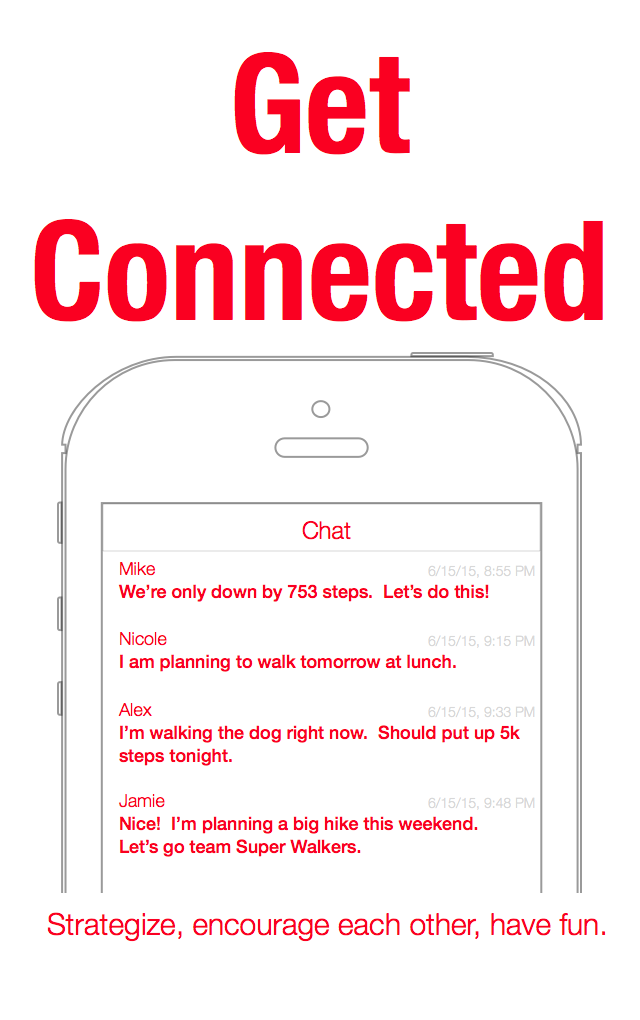 Get
Connected
Chat
Mike 6/15/15, 8:55 PM
We're only down by 753 steps.  Let's do this!
Nicole 6/15/15, 9:15 PM
I am planning to walk tomorrow at lunch.
Alex 6/15/15, 9:33 PM
I'm walking the dog right now.  Should put up 5k
steps tonight.
Jamie 6/15/15, 9:48 PM
Nice!  I'm planning a big hike this weekend.
Let's go team Super Walkers.
Strategize, encourage each other, have fun.